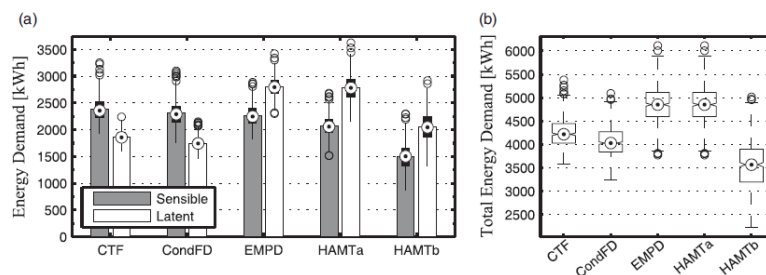 (a)
Energy Demand [kWh]
3500
3000
2500
2000
1500
1000
500
0
Sensible
Latent
CTF CondFD EMPD HAMTa HAMTb
(b)
Total Energy Demand [kWh]
6000
5500
5000
4500
4000
3500
3000
2500
CTF CondFD EMPD HAMTa HAMTb